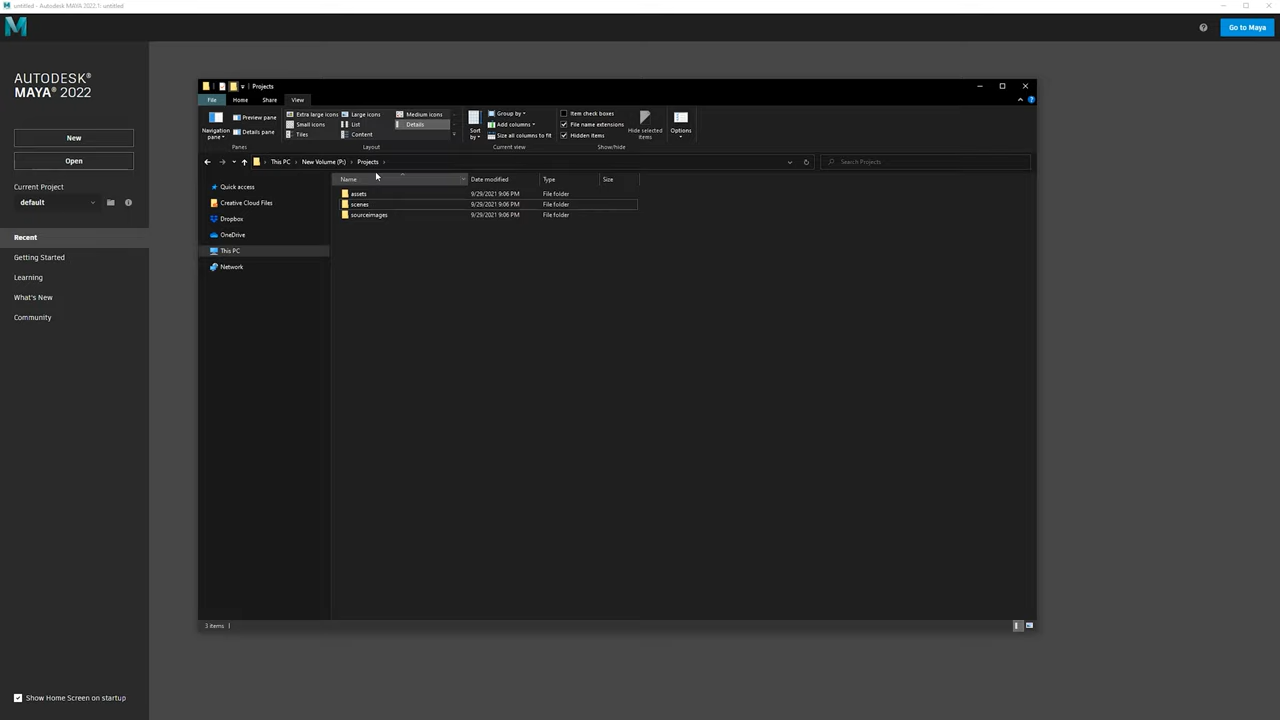 untitled - Autodesk MAYA 2022.1: untitled
M
Go to Maya
AUTODESK®
MAYA® 2022
New
Open
Current Project
default
Recent
Getting Started
Learning
What's New
Community
Show Home Screen on startup
Projects
File Home Share View
Navigation pane
Preview pane
Details pane
Panes
Extra large icons Large icons Medium icons
Small icons List Details
Tiles Content
Layout
Sort by
Group by
Add columns
Size all columns to fit
Current view
Item check boxes
File name extensions
Hidden items
Hide selected items
Show/hide
Options
This PC > New Volume (P:) > Projects >
Search Projects
Quick access
Creative Cloud Files
Dropbox
OneDrive
This PC
Network
Name Date modified Type Size
assets 9/29/2021 9:06 PM File folder
scenes 9/29/2021 9:06 PM File folder
sourceimages 9/29/2021 9:06 PM File folder
3 items